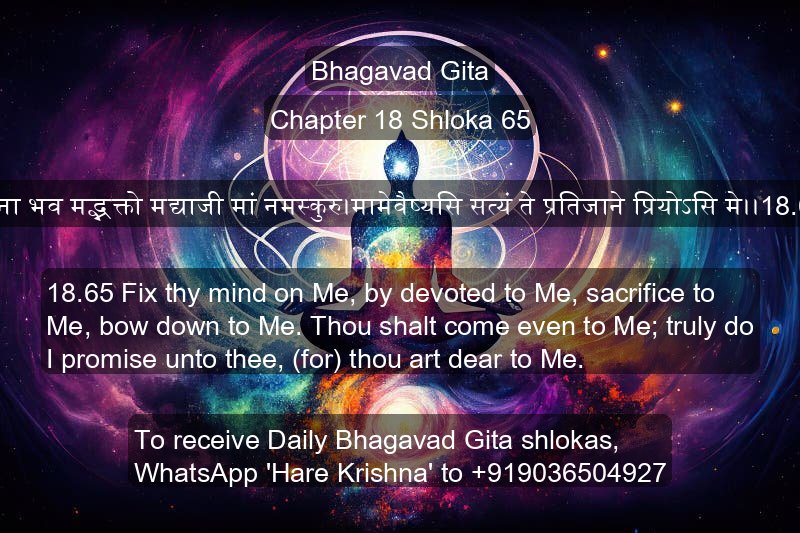 Bhagavad Gita
Chapter 18 Shloka 65
ना भव मद्भक्तो मद्याजी मां नमस्कुरु।मामेवैष्यसि सत्यं ते प्रतिजाने प्रियोऽसि मे।।18.
18.65 Fix thy mind on Me, by devoted to Me, sacrifice to
Me, bow down to Me. Thou shalt come even to Me; truly do
I promise unto thee, (for) thou art dear to Me.
To receive Daily Bhagavad Gita shlokas,
WhatsApp 'Hare Krishna' to +919036504927